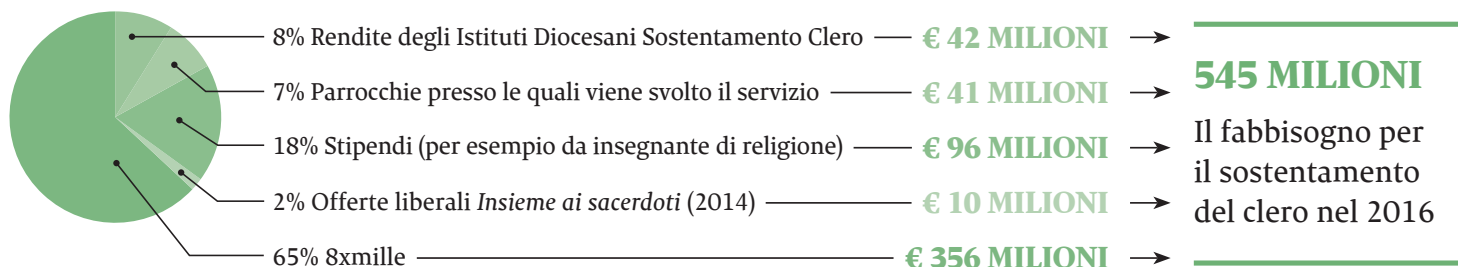 8% Rendite degli Istituti Diocesani Sostentamento Clero € 42 MILIONI
7% Parrocchie presso le quali viene svolto il servizio € 41 MILIONI
18% Stipendi (per esempio da insegnante di religione) € 96 MILIONI
2% Offerte liberali Insieme ai sacerdoti (2014) € 10 MILIONI
65% 8xmille € 356 MILIONI
545 MILIONI
Il fabbisogno per
il sostentamento
del clero nel 2016